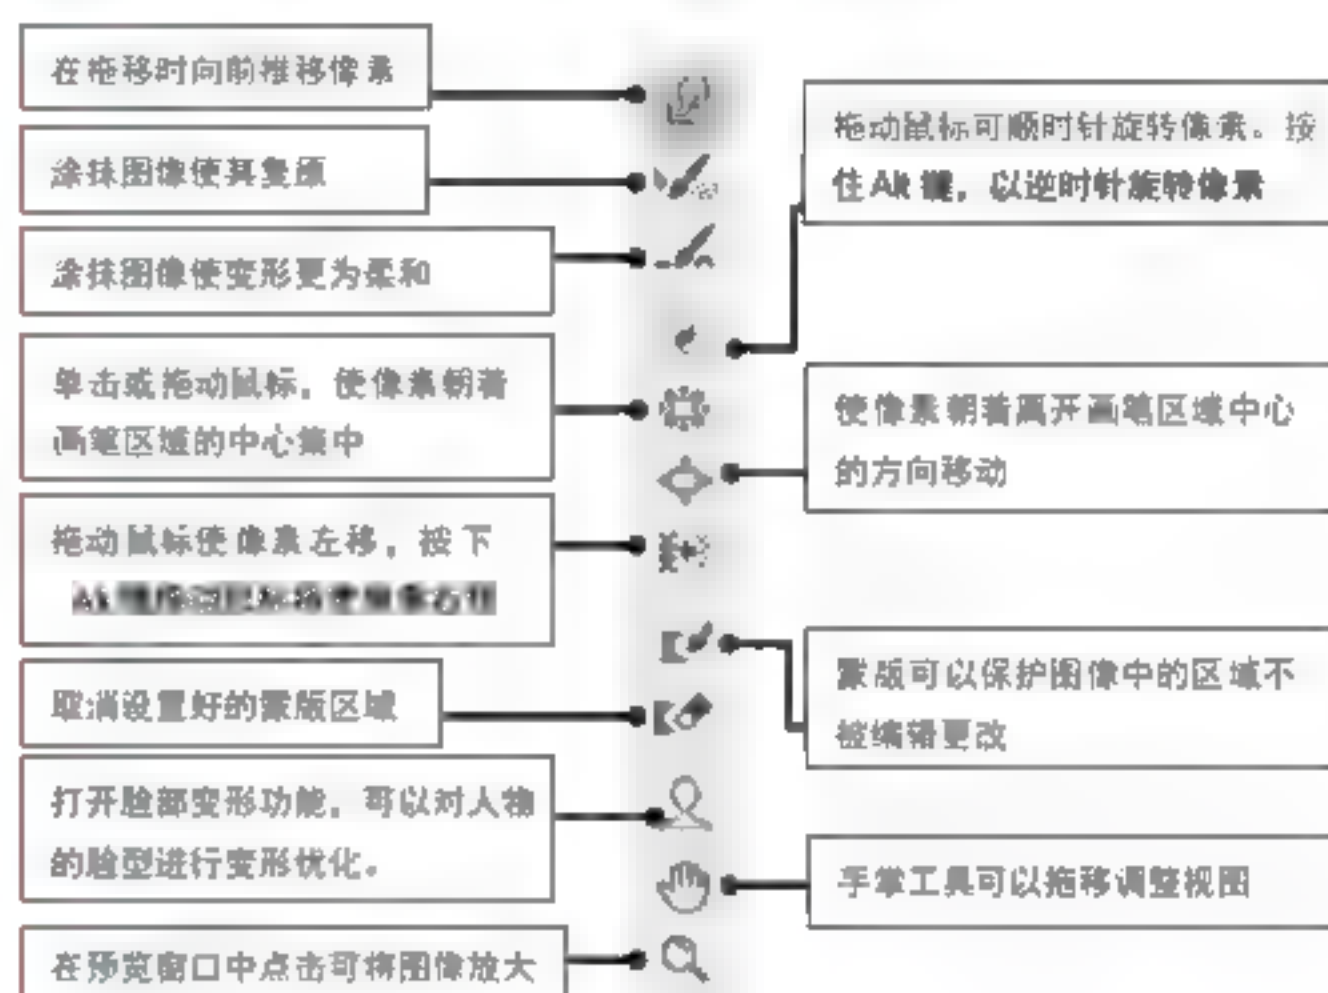 在拖移时向前推移像素
涂抹图像使其复原
涂抹图像使变形更为柔和
单击或拖动鼠标，使像素朝着
画笔区域的中心集中
拖动鼠标使像素左移，按下
取消设置好的蒙版区域
打开脸部变形功能，可以对人物
的脸型进行变形优化。
在预览窗口中点击可将图像放大
拖动鼠标可顺时针旋转像素。按
住Alt键，以逆时针旋转像素
使像素朝着离开画笔区域中心
的方向移动
蒙版可以保护图像中的区域不
被编辑更改
手掌工具可以拖移调整视图